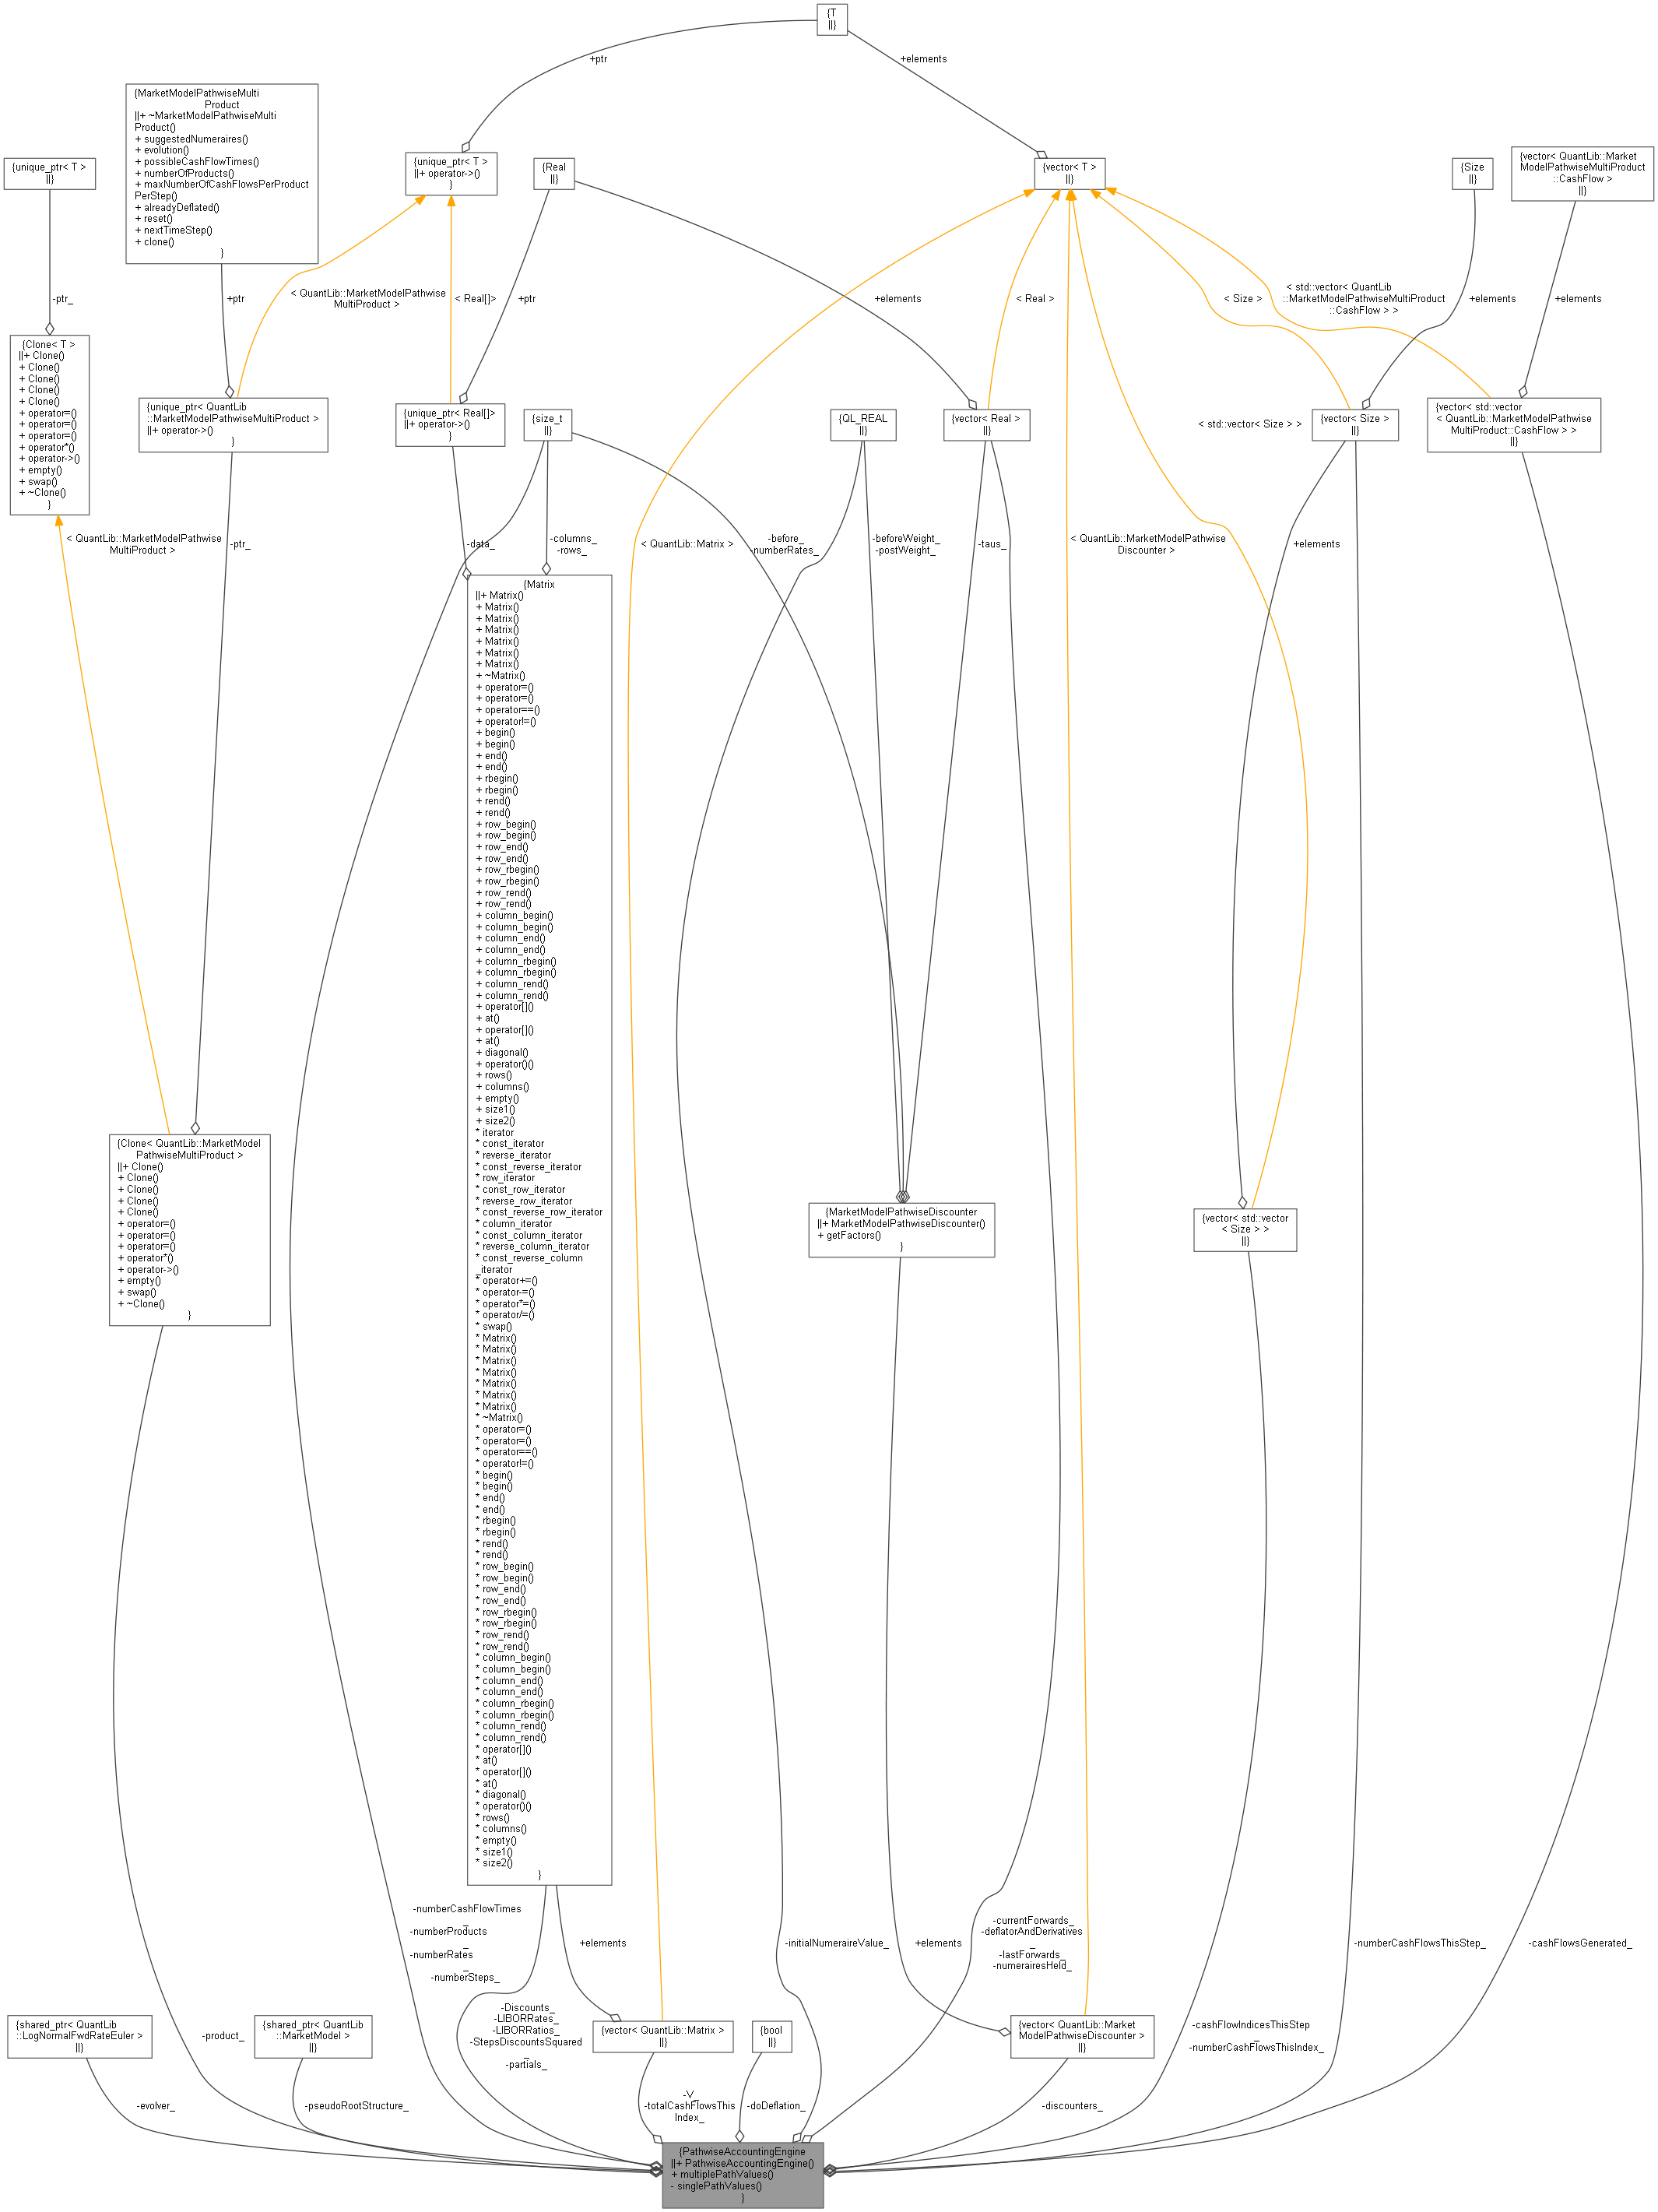 {T
||}
+ptr
+elements
{MarketModelPathwiseMulti
Product
||+ ~MarketModelPathwiseMulti
Product()
+ suggestedNumeraires()
+ evolution()
+ possibleCashFlowTimes()
+ numberOfProducts()
+ maxNumberOfCashFlowsPerProduct
PerStep()
+ alreadyDeflated()
+ reset()
+ nextTimeStep()
+ clone()
}
{unique_ptr< T >
||}
{unique_ptr< T >
||+ operator->()
}
{Real
||}
{vector< T >
||}
{Size
||}
{vector< QuantLib::Market
ModelPathwiseMultiProduct
::CashFlow >
||}
-ptr_
+ptr
< QuantLib::MarketModelPathwise
MultiProduct >
< Real[]>
+ptr
+elements
< Real >
< Size >
< std::vector< QuantLib
::MarketModelPathwiseMultiProduct
::CashFlow > >
+elements
+elements
{Clone< T >
||+ Clone()
+ Clone()
+ Clone()
+ Clone()
+ Clone()
+ operator=()
+ operator=()
+ operator=()
+ operator*()
+ operator->()
+ empty()
+ swap()
+ ~Clone()
}
{unique_ptr< QuantLib
::MarketModelPathwiseMultiProduct >
||+ operator->()
}
{unique_ptr< Real[]>
||+ operator->()
}
{size_t
||}
{QL_REAL
||}
{vector< Real >
||}
< std::vector< Size > >
{vector< Size >
||}
{vector< std::vector
< QuantLib::MarketModelPathwise
MultiProduct::CashFlow > >
||}
< QuantLib::MarketModelPathwise
MultiProduct >
-ptr_
-data_
-columns_
-rows_
< QuantLib::Matrix >
-before_
-numberRates_
-beforeWeight_
-postWeight_
-taus_
< QuantLib::MarketModelPathwise
Discounter >
+elements
{Matrix
||+ Matrix()
+ Matrix()
+ Matrix()
+ Matrix()
+ Matrix()
+ Matrix()
+ Matrix()
+ ~Matrix()
+ operator=()
+ operator=()
+ operator==()
+ operator!=()
+ begin()
+ begin()
+ end()
+ end()
+ rbegin()
+ rbegin()
+ rend()
+ rend()
+ row_begin()
+ row_begin()
+ row_end()
+ row_end()
+ row_rbegin()
+ row_rbegin()
+ row_rend()
+ row_rend()
+ column_begin()
+ column_begin()
+ column_end()
+ column_end()
+ column_rbegin()
+ column_rbegin()
+ column_rend()
+ column_rend()
+ operator[]()
+ at()
+ operator[]()
+ at()
+ diagonal()
+ operator()()
+ rows()
+ columns()
+ empty()
+ size1()
+ size2()
* iterator
* const_iterator
* reverse_iterator
* const_reverse_iterator
* row_iterator
* const_row_iterator
* reverse_row_iterator
* const_reverse_row_iterator
* column_iterator
* const_column_iterator
* reverse_column_iterator
* const_reverse_column
_iterator
* operator+=()
* operator-=()
* operator*=()
* operator/=()
* swap()
* Matrix()
* Matrix()
* Matrix()
* Matrix()
* Matrix()
* Matrix()
* Matrix()
* ~Matrix()
* operator=()
* operator=()
* operator==()
* operator!=()
* begin()
* begin()
* end()
* end()
* rbegin()
* rbegin()
* rend()
* rend()
* row_begin()
* row_begin()
* row_end()
* row_end()
* row_rbegin()
* row_rbegin()
* row_rend()
* row_rend()
* column_begin()
* column_begin()
* column_end()
* column_end()
* column_rbegin()
* column_rbegin()
* column_rend()
* column_rend()
* operator[]()
* at()
* operator[]()
* at()
* diagonal()
* operator()()
* rows()
* columns()
* empty()
* size1()
* size2()
}
{Clone< QuantLib::MarketModel
PathwiseMultiProduct >
||+ Clone()
+ Clone()
+ Clone()
+ Clone()
+ Clone()
+ operator=()
+ operator=()
+ operator=()
+ operator*()
+ operator->()
+ empty()
+ swap()
+ ~Clone()
}
{MarketModelPathwiseDiscounter
||+ MarketModelPathwiseDiscounter()
+ getFactors()
}
{vector< std::vector
< Size > >
||}
-numberCashFlowTimes
_
-numberProducts
_
-numberRates
_
-numberSteps_
+elements
-initialNumeraireValue_
+elements
-currentForwards_
-deflatorAndDerivatives
_
-lastForwards_
-numerairesHeld_
-numberCashFlowsThisStep_
-cashFlowsGenerated_
{shared_ptr< QuantLib
::LogNormalFwdRateEuler >
||}
-product_
{shared_ptr< QuantLib
::MarketModel >
||}
-Discounts_
-LIBORRates_
-LIBORRatios_
-StepsDiscountsSquared
_
-partials_
{vector< QuantLib::Matrix >
||}
{bool
||}
{vector< QuantLib::Market
ModelPathwiseDiscounter >
||}
-cashFlowIndicesThisStep
_
-numberCashFlowsThisIndex_
-evolver_
-pseudoRootStructure_
-V_
-totalCashFlowsThis
Index_
-doDeflation_
-discounters_
{PathwiseAccountingEngine
||+ PathwiseAccountingEngine()
+ multiplePathValues()
- singlePathValues()
}